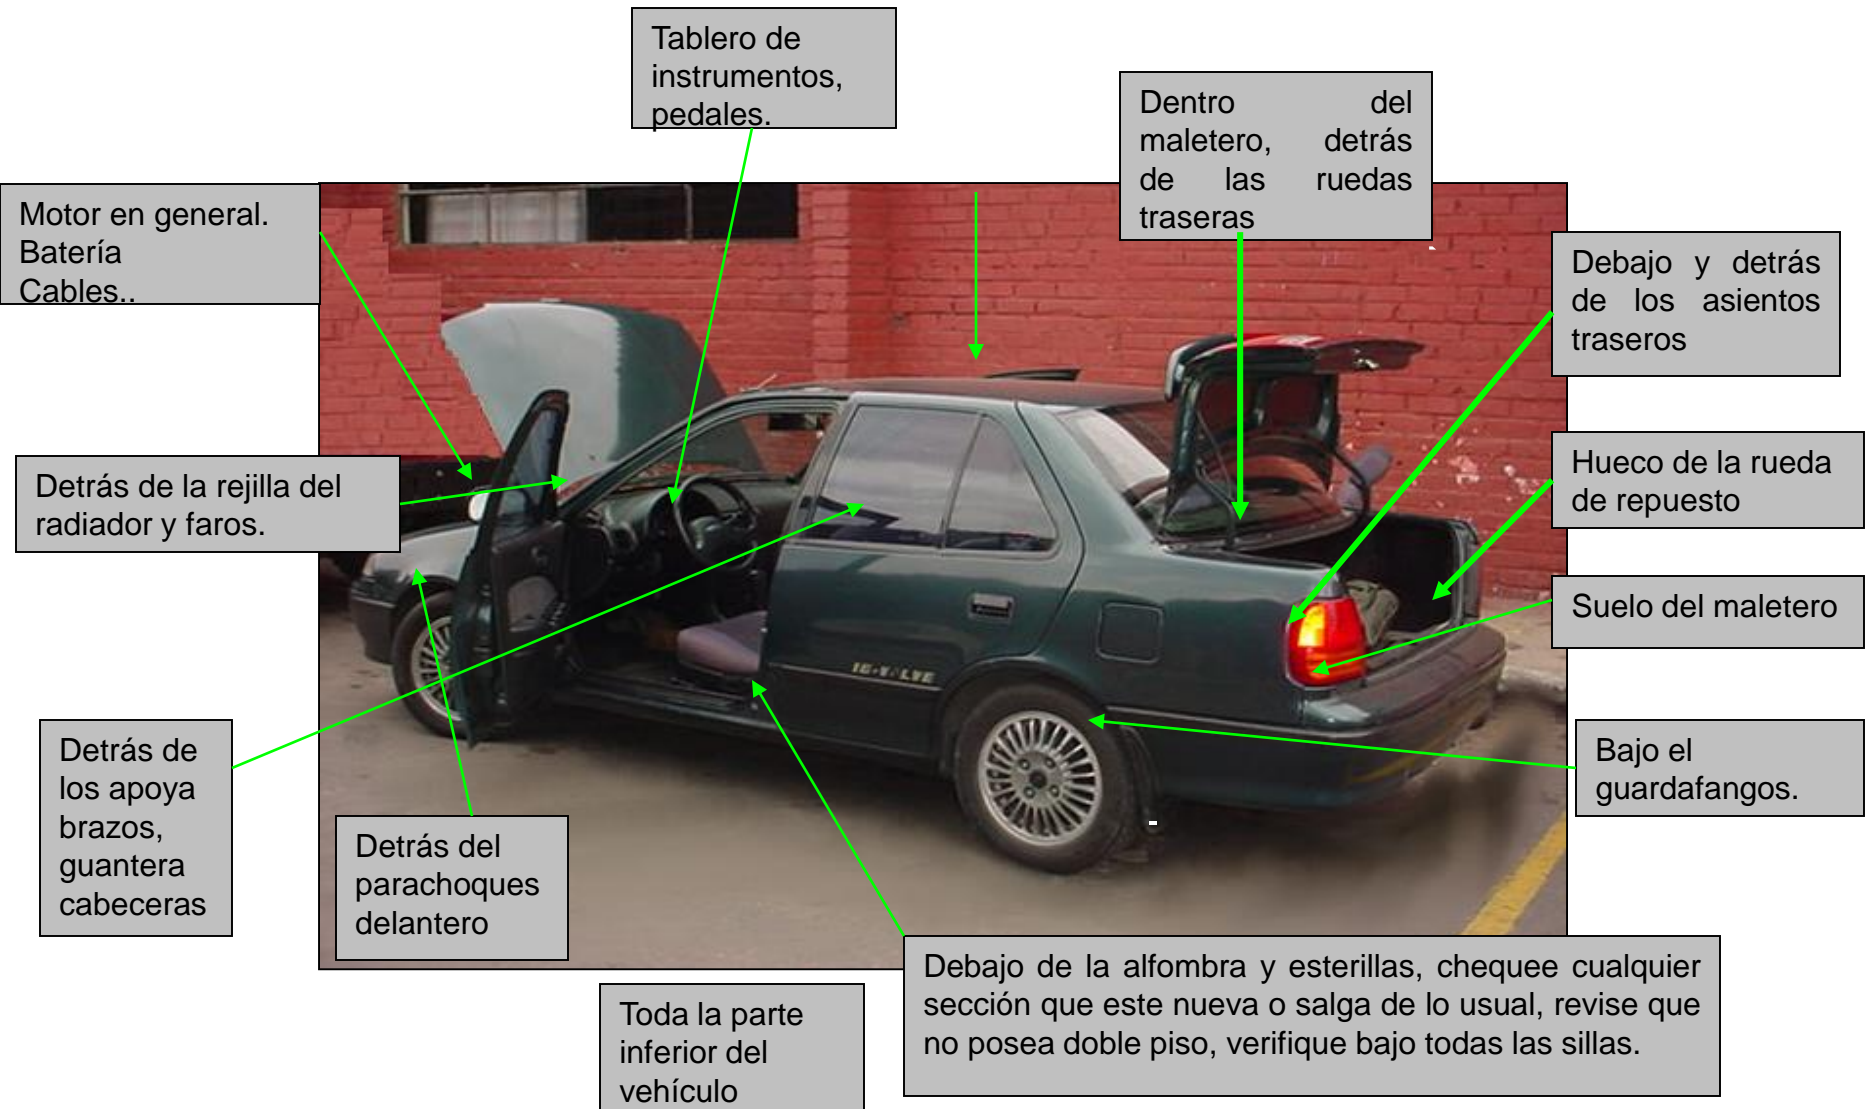 Tablero de
instrumentos,
pedales.
Dentro del
maletero, detrás
de las ruedas
traseras
Motor en general.
Batería
Cables..
Debajo y detrás
de los asientos
traseros
Detrás de la rejilla del
radiador y faros.
Hueco de la rueda
de repuesto
Suelo del maletero
Detrás de
los apoya
brazos,
guantera
cabeceras
Bajo el
guardafangos.
Detrás del
parachoques
delantero
Debajo de la alfombra y esterillas, chequee cualquier
sección que este nueva o salga de lo usual, revise que
no posea doble piso, verifique bajo todas las sillas.
Toda la parte
inferior del
vehículo
16-VALVE